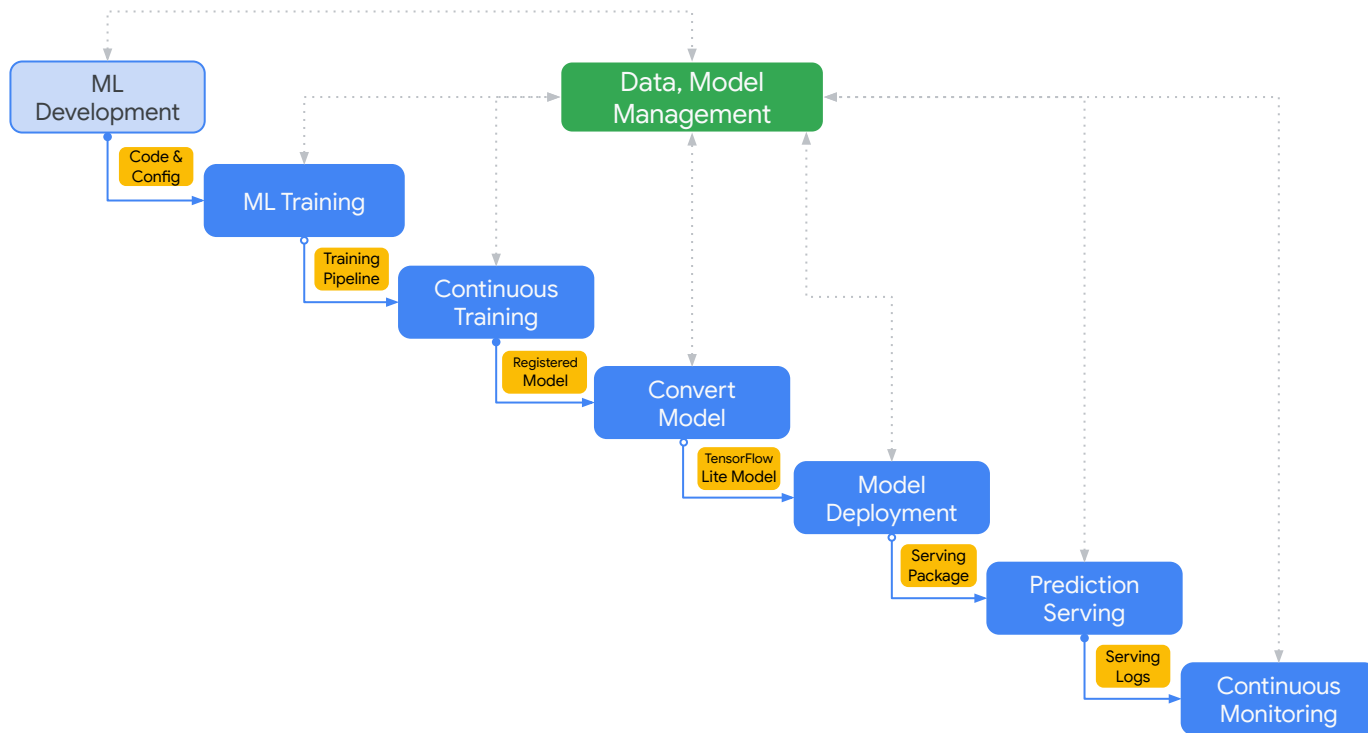 ML
Development
Data, Model
Management
Code &
Config
ML Training
Training
Pipeline
Continuous
Training
Registered
Model
Convert
Model
TensorFlow
Lite Model
Model
Deployment
Serving
Package
Prediction
Serving
Serving
Logs
Continuous
Monitoring